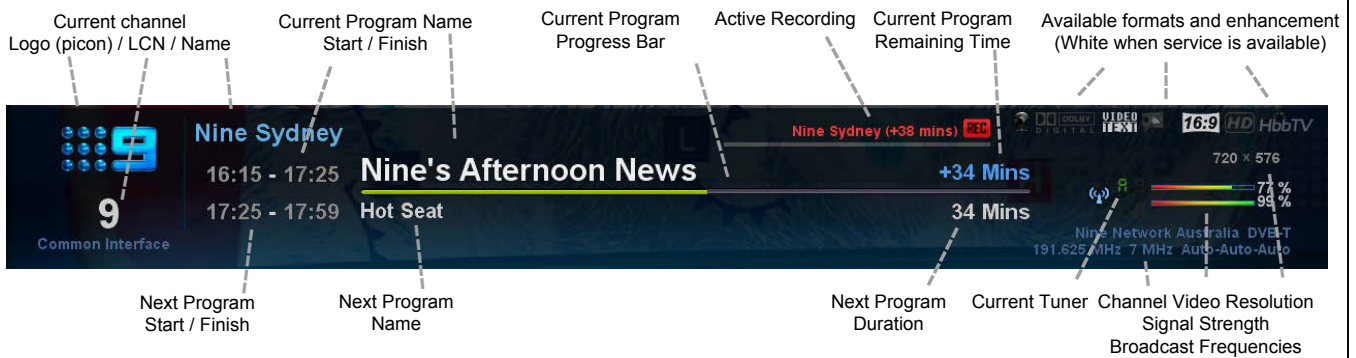 Current channel
Logo (picon) / LCN / Name
Current Program Name
Start / Finish
Current Program
Progress Bar
Active Recording
Current Program
Remaining Time
Available formats and enhancement
(White when service is available)
9
Nine Sydney
Nine Sydney (+38 mins) REC
DOLBY
DIGITAL
VIDEO
TEXT
16:9 HD HbbTV
16:15 - 17:25 Nine's Afternoon News +34 Mins
720 × 576
77 %
99 %
9
17:25 - 17:59 Hot Seat 34 Mins
Common Interface
Nine Network Australia DVB-T
191.625 MHz 7 MHz Auto-Auto-Auto
Next Program
Start / Finish
Next Program
Name
Next Program
Duration
Current Tuner
Channel Video Resolution
Signal Strength
Broadcast Frequencies